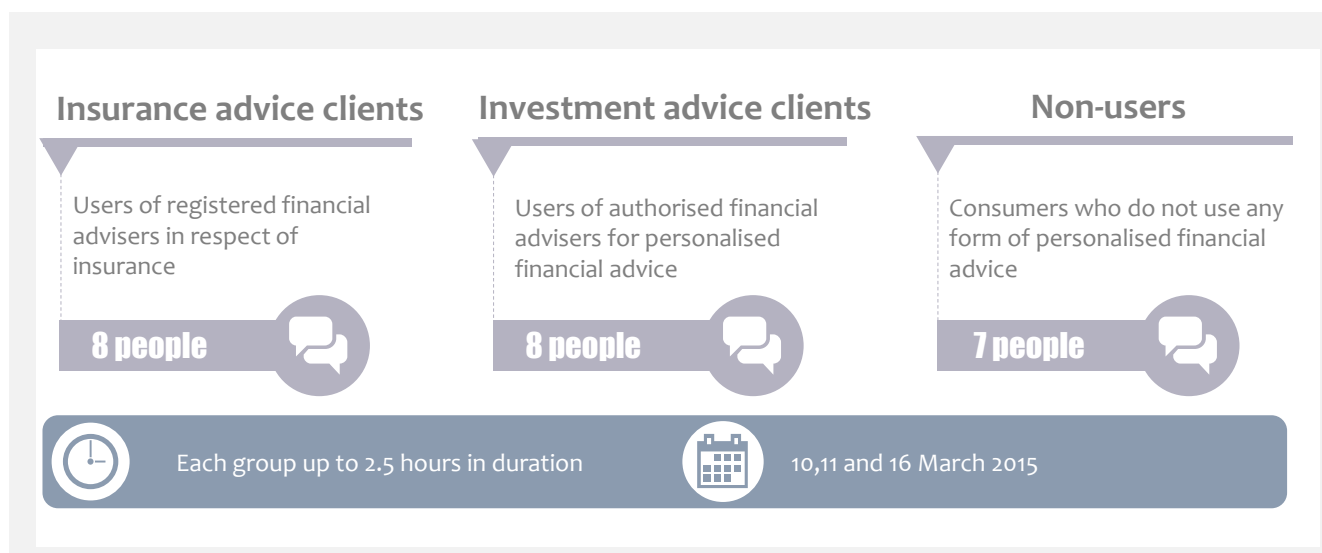 Insurance advice clients
Users of registered financial
advisers in respect of
insurance
8 people
Investment advice clients
Users of authorised financial
advisers for personalised
financial advice
8 people
Non-users
Consumers who do not use any
form of personalised financial
advice
7 people
Each group up to 2.5 hours in duration
10,11 and 16 March 2015